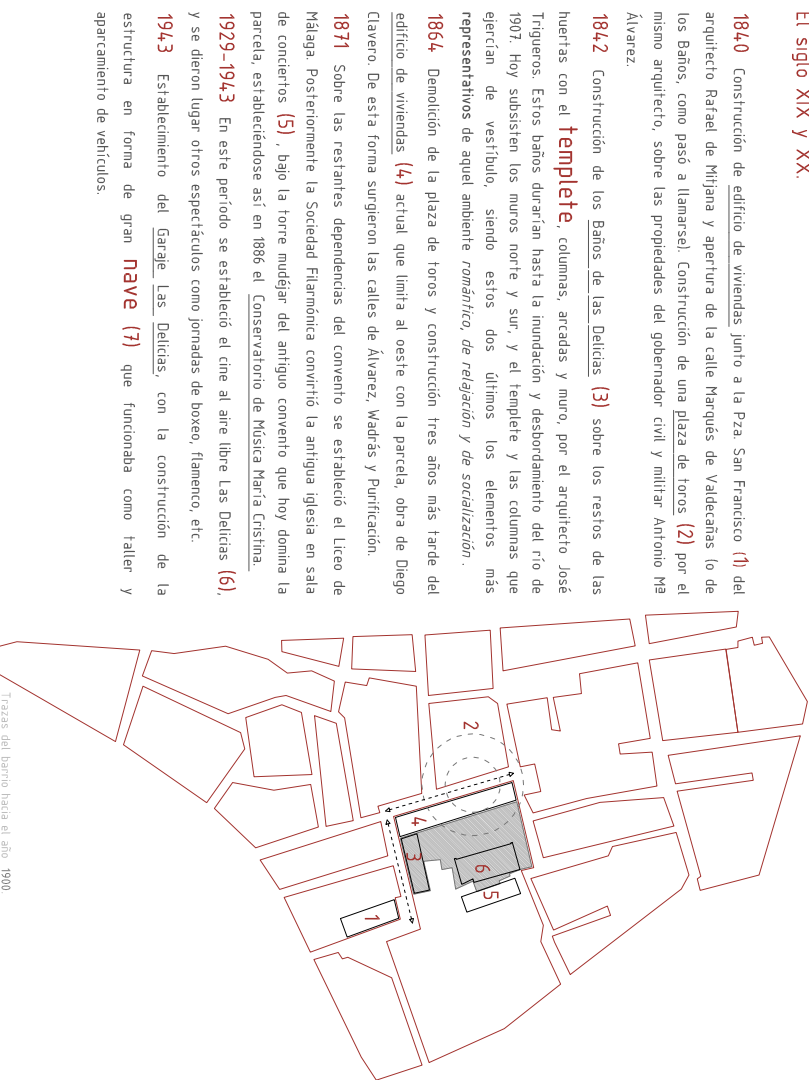 El siglo XIX y XX.
1840 Construcción de edificio de viviendas junto a la Pza. San Francisco (1) del
arquitecto Rafael de Mitjana y apertura de la calle Marqués de Valdecañas (o de
los Baños, como pasó a llamarse). Construcción de una plaza de toros (2) por el
mismo arquitecto, sobre las propiedades del gobernador civil y militar Antonio Mª
Álvarez.
1842 Construcción de los Baños de las Delicias (3) sobre los restos de las
huertas con el templete, columnas, arcadas y muro, por el arquitecto José
Trigueros. Estos baños durarían hasta la inundación y desbordamiento del río de
1907. Hoy subsisten los muros norte y sur, y el templete y las columnas que
ejercían de vestíbulo, siendo estos dos últimos los elementos más
representativos de aquel ambiente romántico, de relajación y de socialización .
1864 Demolición de la plaza de toros y construcción tres años más tarde del
edificio de viviendas (4) actual que limita al oeste con la parcela, obra de Diego
Clavero. De esta forma surgieron las calles de Álvarez, Wadrás y Purificación.
1871 Sobre las restantes dependencias del convento se estableció el Liceo de
Málaga. Posteriormente la Sociedad Filarmónica convirtió la antigua iglesia en sala
de conciertos (5) , bajo la torre mudéjar del antiguo convento que hoy domina la
parcela, estableciéndose así en 1886 el Conservatorio de Música María Cristina.
1929-1943 En este período se estableció el cine al aire libre Las Delicias (6),
y se dieron lugar otros espectáculos como jornadas de boxeo, flamenco, etc.
1943 Establecimiento del Garaje Las Delicias, con la construcción de la
estructura en forma de gran nave (7) que funcionaba como taller y
aparcamiento de vehículos.
2
4
3
6
5
1
Trazas del barrio hacia el año 1900.